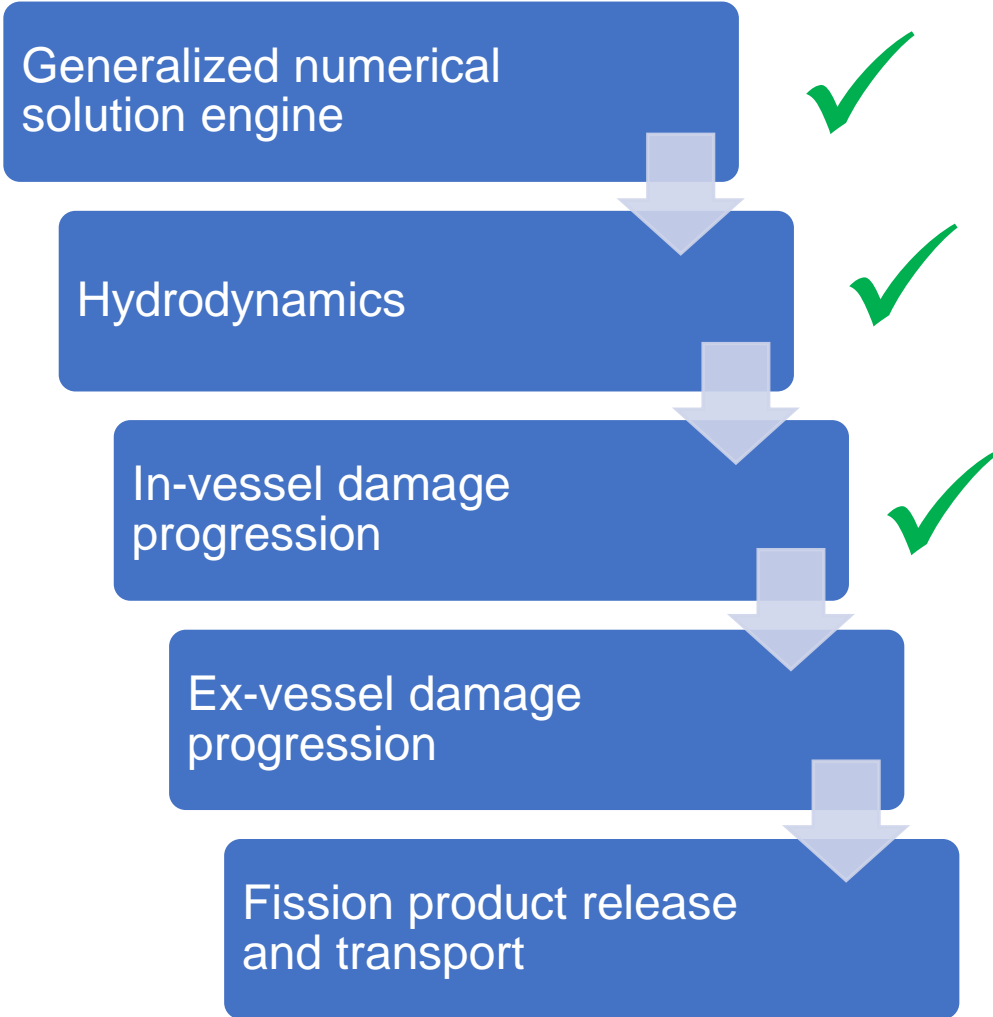 Generalized numerical
solution engine
Hydrodynamics
In-vessel damage
progression
Ex-vessel damage
progression
Fission product release
and transport